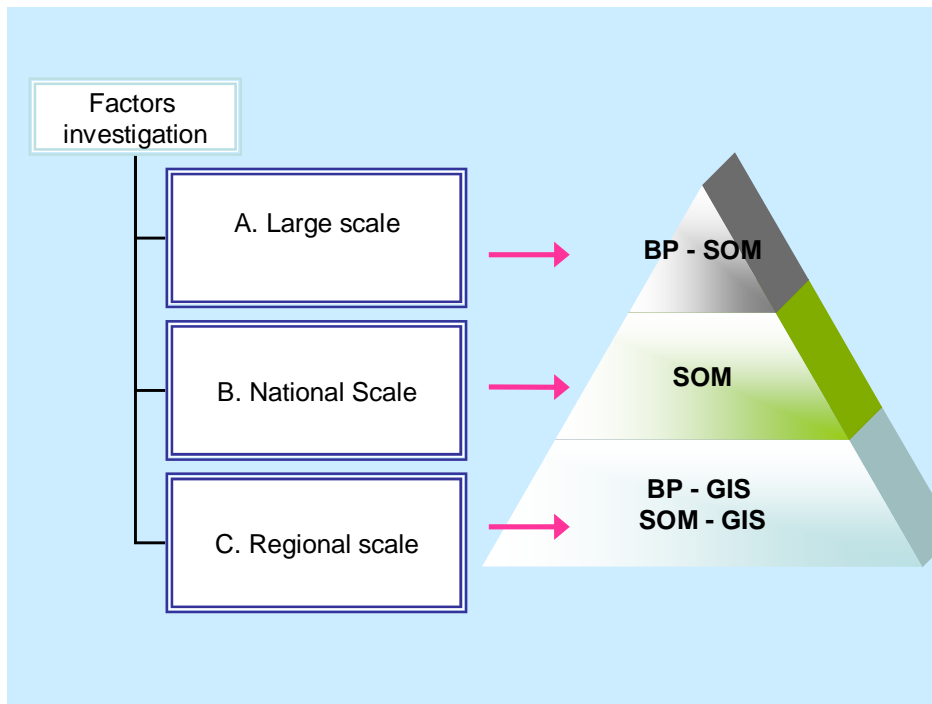 Factors
investigation
A. Large scale
BP - SOM
B. National Scale
SOM
C. Regional scale
BP - GIS
SOM - GIS